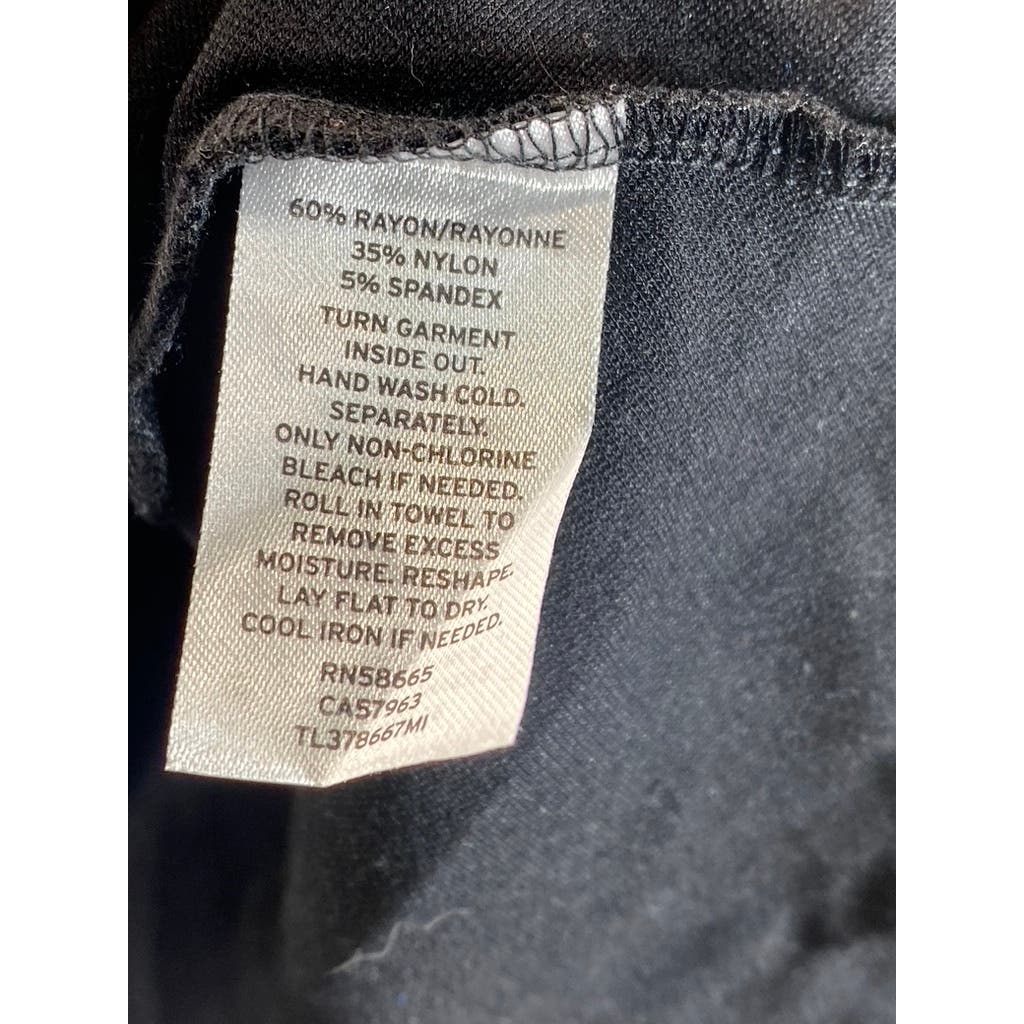 60% RAYON/RAYONNE
35% NYLON
5% SPANDEX
TURN GARMENT
INSIDE OUT.
HAND WASH COLD.
SEPARATELY.
ONLY NON-CHLORINE
BLEACH IF NEEDED.
ROLL IN TOWEL TO
REMOVE EXCESS
MOISTURE. RESHAPE.
LAY FLAT TO DRY.
COOL IRON IF NEEDED.
RN58665
CA57963
TL378667MI